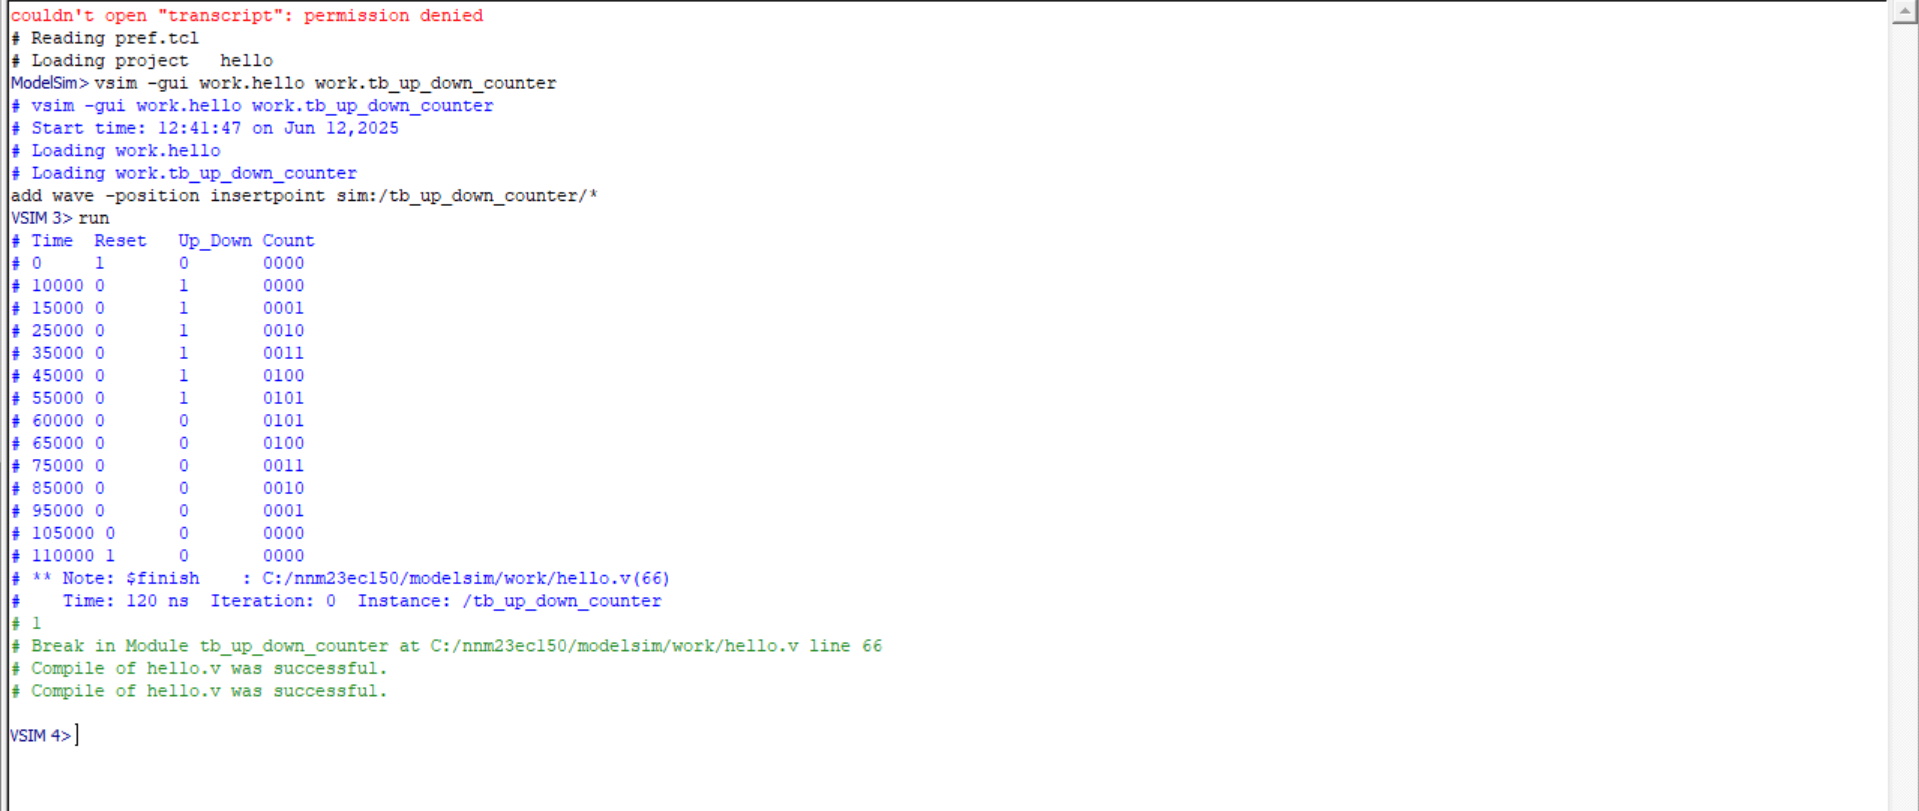 couldn't open "transcript": permission denied
# Reading pref.tcl
# Loading project   hello
ModelSim> vsim -gui work.hello work.tb_up_down_counter
# vsim -gui work.hello work.tb_up_down_counter
# Start time: 12:41:47 on Jun 12,2025
# Loading work.hello
# Loading work.tb_up_down_counter
add wave -position insertpoint sim:/tb_up_down_counter/*
VSIM 3> run
# Time  Reset   Up_Down Count
# 0     1       0       0000
# 10000 0       1       0000
# 15000 0       1       0001
# 25000 0       1       0010
# 35000 0       1       0011
# 45000 0       1       0100
# 55000 0       1       0101
# 60000 0       0       0101
# 65000 0       0       0100
# 75000 0       0       0011
# 85000 0       0       0010
# 95000 0       0       0001
# 105000 0      0       0000
# 110000 1      0       0000
# ** Note: $finish    : C:/nnm23ec150/modelsim/work/hello.v(66)
#    Time: 120 ns  Iteration: 0  Instance: /tb_up_down_counter
# 1
# Break in Module tb_up_down_counter at C:/nnm23ec150/modelsim/work/hello.v line 66
# Compile of hello.v was successful.
# Compile of hello.v was successful.
VSIM 4>